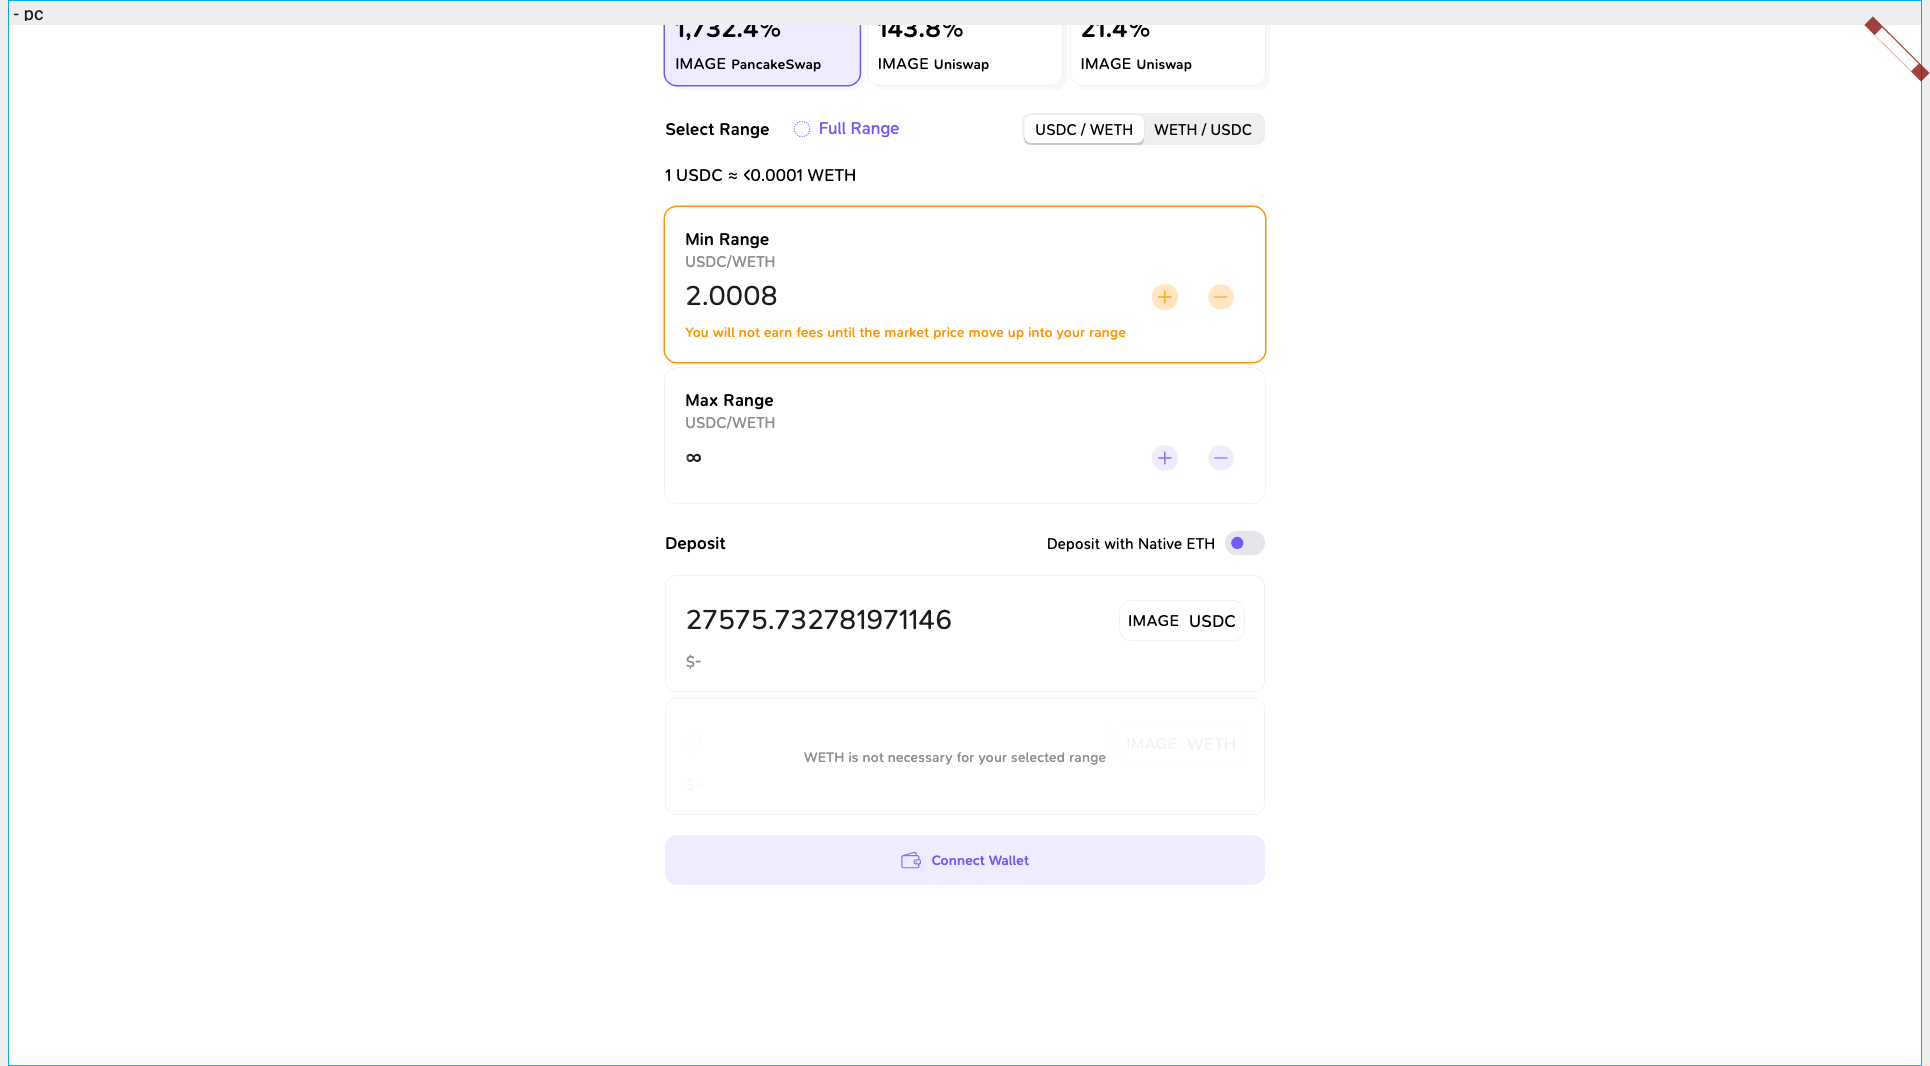 - pc
1,732.4% 143.8% 21.4%
IMAGE PancakeSwap IMAGE Uniswap IMAGE Uniswap
Select Range Full Range USDC / WETH WETH / USDC
1 USDC ≈ <0.0001 WETH
Min Range
USDC/WETH
2.0008
You will not earn fees until the market price move up into your range
Max Range
USDC/WETH
∞
Deposit Deposit with Native ETH
27575.732781971146 IMAGE USDC
$-
0 IMAGE WETH
WETH is not necessary for your selected range
$-
Connect Wallet